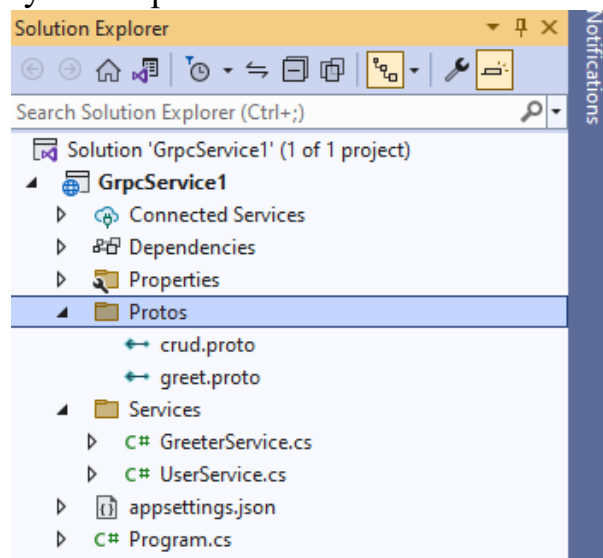 Solution Explorer
Search Solution Explorer (Ctrl+;)
Solution 'GrpcService1' (1 of 1 project)
GrpcService1
Connected Services
Dependencies
Properties
Protos
crud.proto
greet.proto
Services
C# GreeterService.cs
C# UserService.cs
appsettings.json
C# Program.cs
Notifications